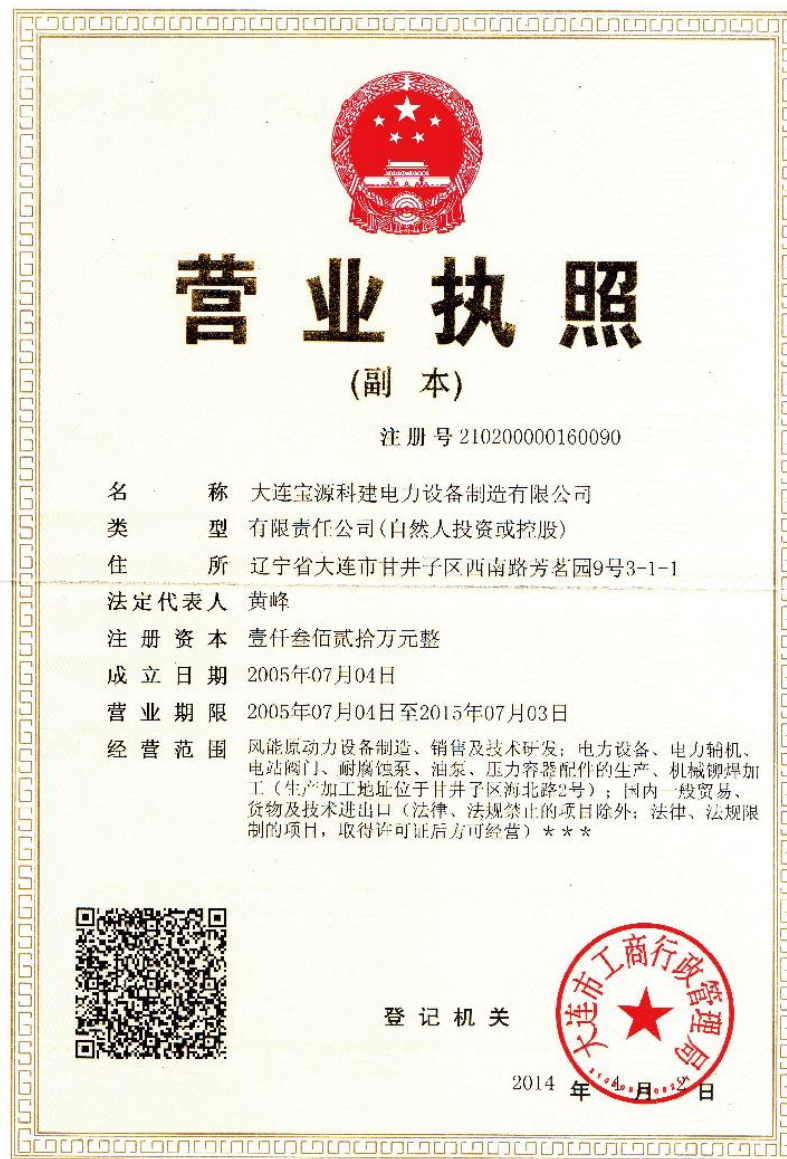 营业执照
(副 本)
注册号 210200000160090
名 称 大连宝源科建电力设备制造有限公司
类 型 有限责任公司(自然人投资或控股)
住 所 辽宁省大连市甘井子区西南路芳茗园9号3-1-1
法定代表人 黄峰
注册资本 壹仟叁佰贰拾万元整
成立日期 2005年07月04日
营业期限 2005年07月04日至2015年07月03日
经营范围 风能原动力设备制造、销售及技术研发；电力设备、电力辅机、
电站阀门、耐腐蚀泵、油泵、压力容器配件的生产、机械铆焊加
工（生产加工地址位于甘井子区海北路2号）；国内一般贸易、
货物及技术进出口（法律、法规禁止的项目除外；法律、法规限
制的项目，取得许可证后方可经营）***
大连市工商行政管理局
登记机关
2014 年 4 月 2 日